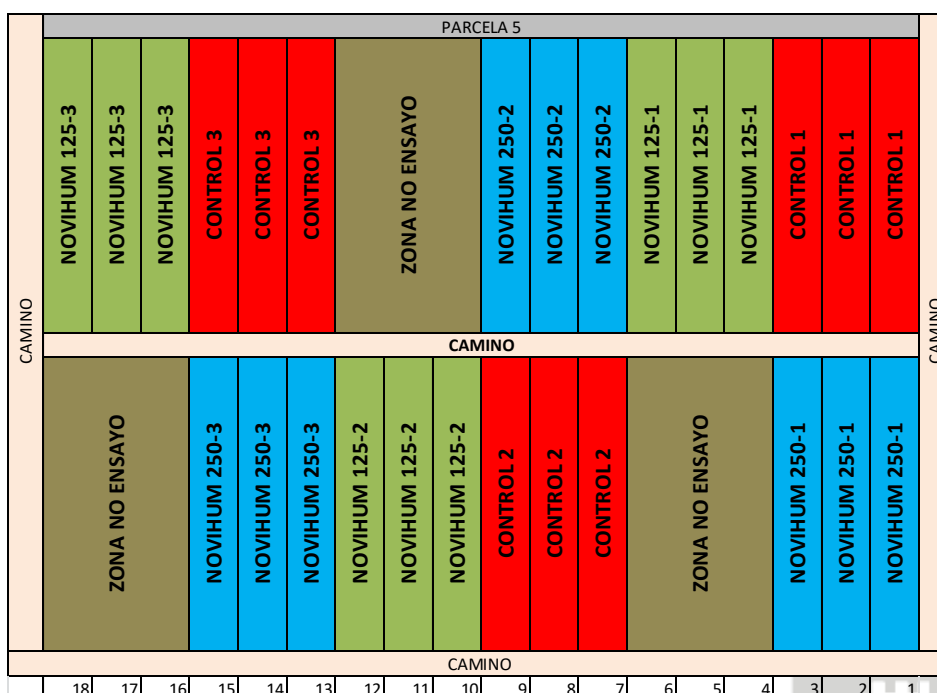 PARCELA 5
CAMINO
NOVIHUM 125-3
NOVIHUM 125-3
NOVIHUM 125-3
CONTROL 3
CONTROL 3
CONTROL 3
ZONA NO ENSAYO
NOVIHUM 250-2
NOVIHUM 250-2
NOVIHUM 250-2
NOVIHUM 125-1
NOVIHUM 125-1
NOVIHUM 125-1
CONTROL 1
CONTROL 1
CONTROL 1
CAMINO
CAMINO
ZONA NO ENSAYO
NOVIHUM 250-3
NOVIHUM 250-3
NOVIHUM 250-3
NOVIHUM 125-2
NOVIHUM 125-2
NOVIHUM 125-2
CONTROL 2
CONTROL 2
CONTROL 2
ZONA NO ENSAYO
NOVIHUM 250-1
NOVIHUM 250-1
NOVIHUM 250-1
CAMINO
18 17 16 15 14 13 12 11 10 9 8 7 6 5 4 3 2 1